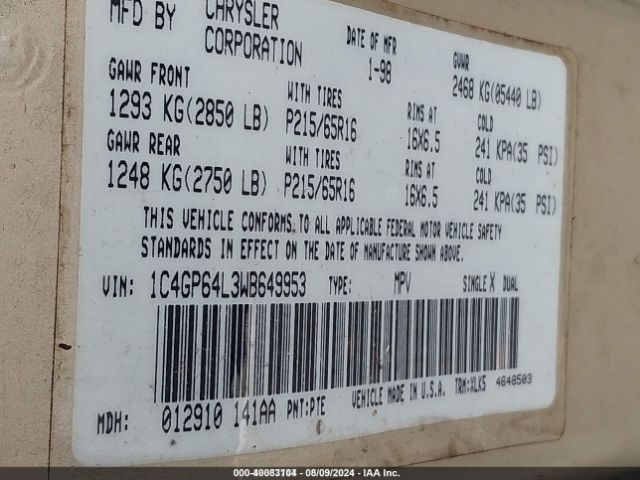 MFD BY CHRYSLER CORPORATION DATE OF MFR 1-98 GVWR 2468 KG(05440 LB)
GAWR FRONT WITH TIRES RIMS AT COLD
1293 KG(2850 LB) P215/65R16 16X6.5 241 KPA(35 PSI)
GAWR REAR WITH TIRES RIMS AT COLD
1248 KG(2750 LB) P215/65R16 16X6.5 241 KPA(35 PSI)
THIS VEHICLE CONFORMS TO ALL APPLICABLE FEDERAL MOTOR VEHICLE SAFETY
STANDARDS IN EFFECT ON THE DATE OF MANUFACTURE SHOWN ABOVE.
VIN: 1C4GP64L3WB649953 TYPE: MPV SINGLE X DUAL
MDH: 012910 141AA PNT:PTE VEHICLE MADE IN U.S.A. TRM:XLK5 4648503
- 08/09/2024 - IAA Inc.